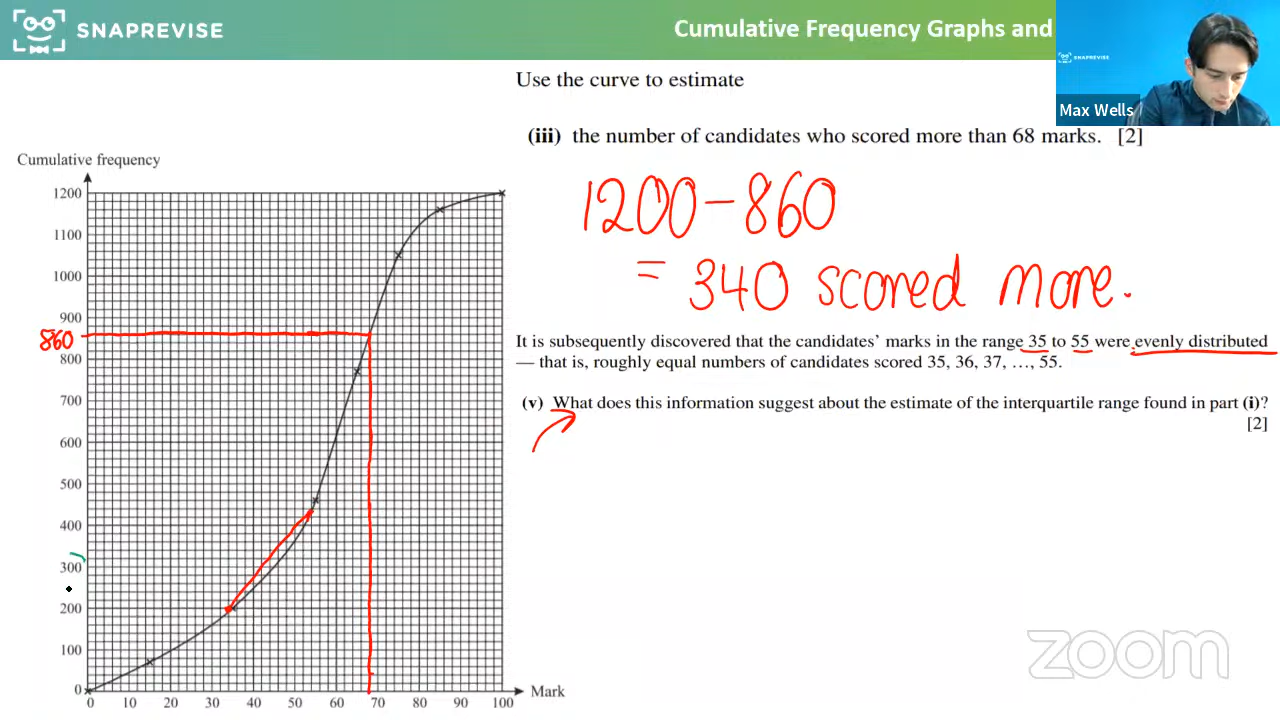 SNAPREVISE
Cumulative Frequency Graphs and
SNAPREVISE
Max Wells
Use the curve to estimate
(iii) the number of candidates who scored more than 68 marks. [2]
Cumulative frequency
1200
1100
1000
900
800
700
600
500
400
300
200
100
0
860
0 10 20 30 40 50 60 70 80 90 100
Mark
1200-860
= 340 scored more.
It is subsequently discovered that the candidates' marks in the range 35 to 55 were evenly distributed
— that is, roughly equal numbers of candidates scored 35, 36, 37, …, 55.
(v) What does this information suggest about the estimate of the interquartile range found in part (i)?
[2]
zoom